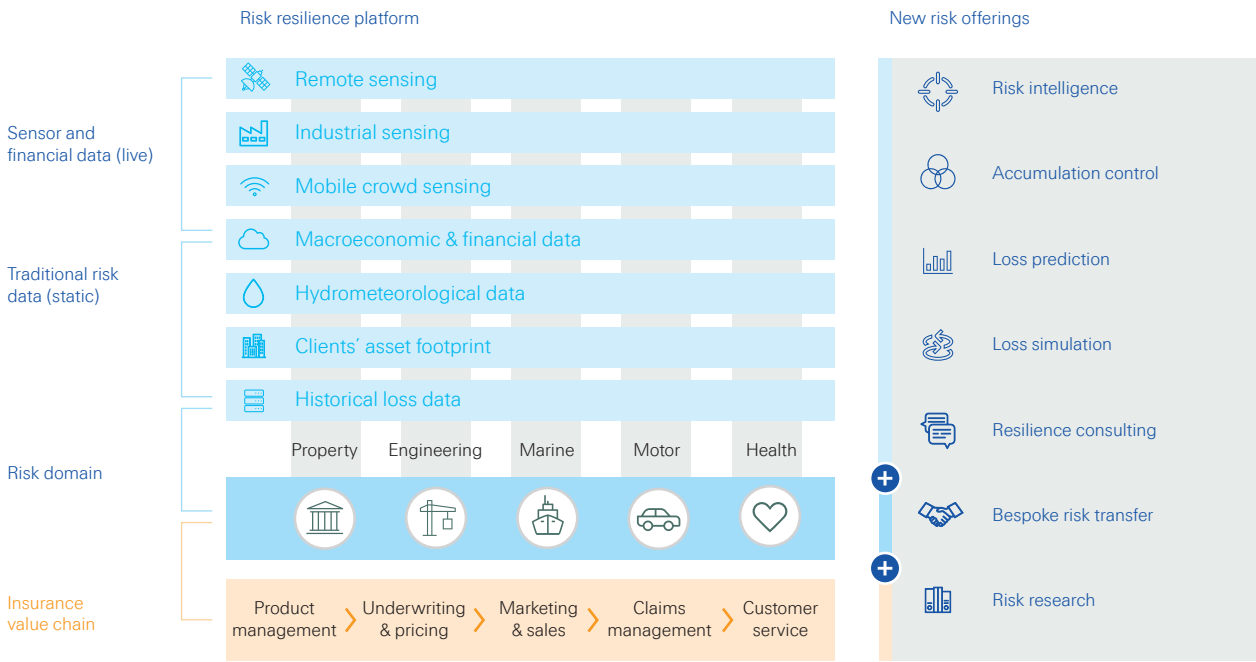 Risk resilience platform
New risk offerings
Sensor and
financial data (live)
Traditional risk
data (static)
Risk domain
Insurance
value chain
Remote sensing
Industrial sensing
Mobile crowd sensing
Macroeconomic & financial data
Hydrometeorological data
Clients´ asset footprint
Historical loss data
Property Engineering Marine Motor Health
Product
management
Underwriting
& pricing
Marketing
& sales
Claims
management
Customer
service
Risk intelligence
Accumulation control
Loss prediction
Loss simulation
Resilience consulting
Bespoke risk transfer
Risk research